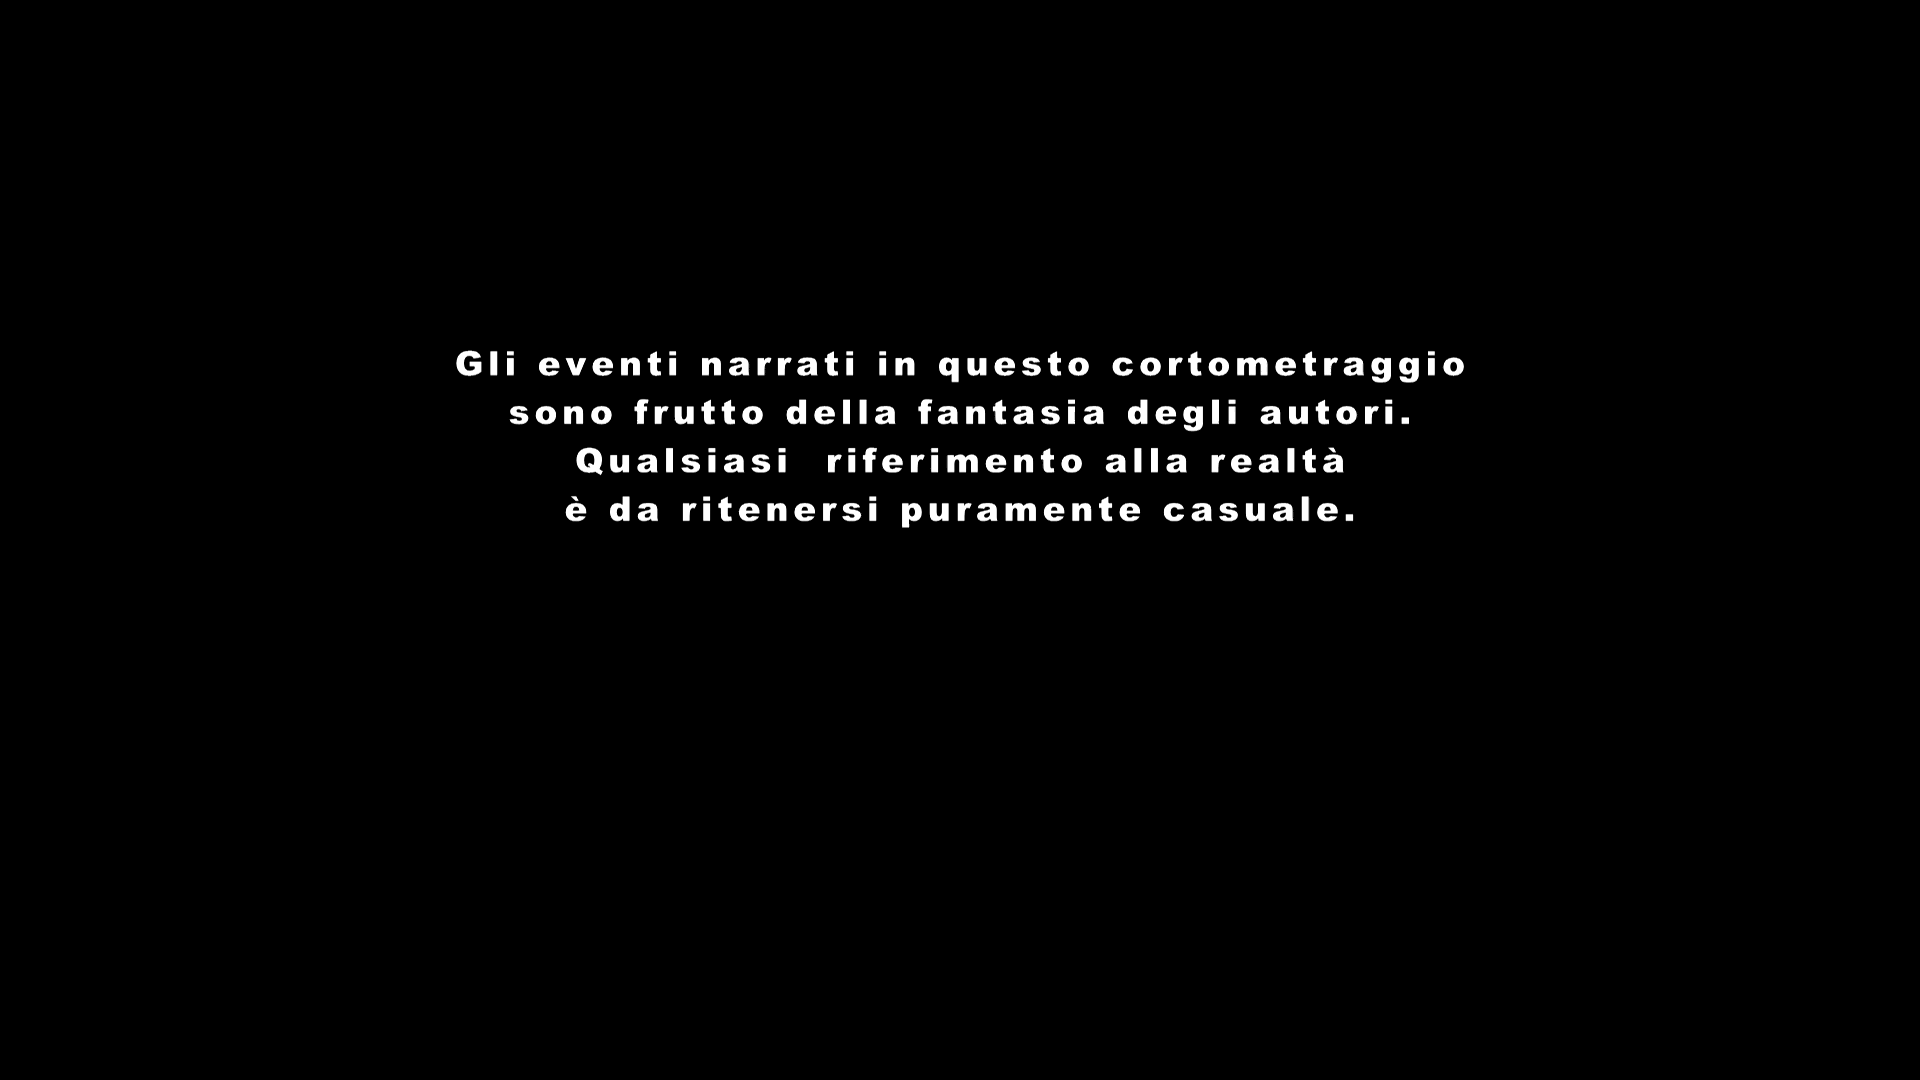 Gli eventi narrati in questo cortometraggio
sono frutto della fantasia degli autori.
Qualsiasi  riferimento alla realtà
è da ritenersi puramente casuale.